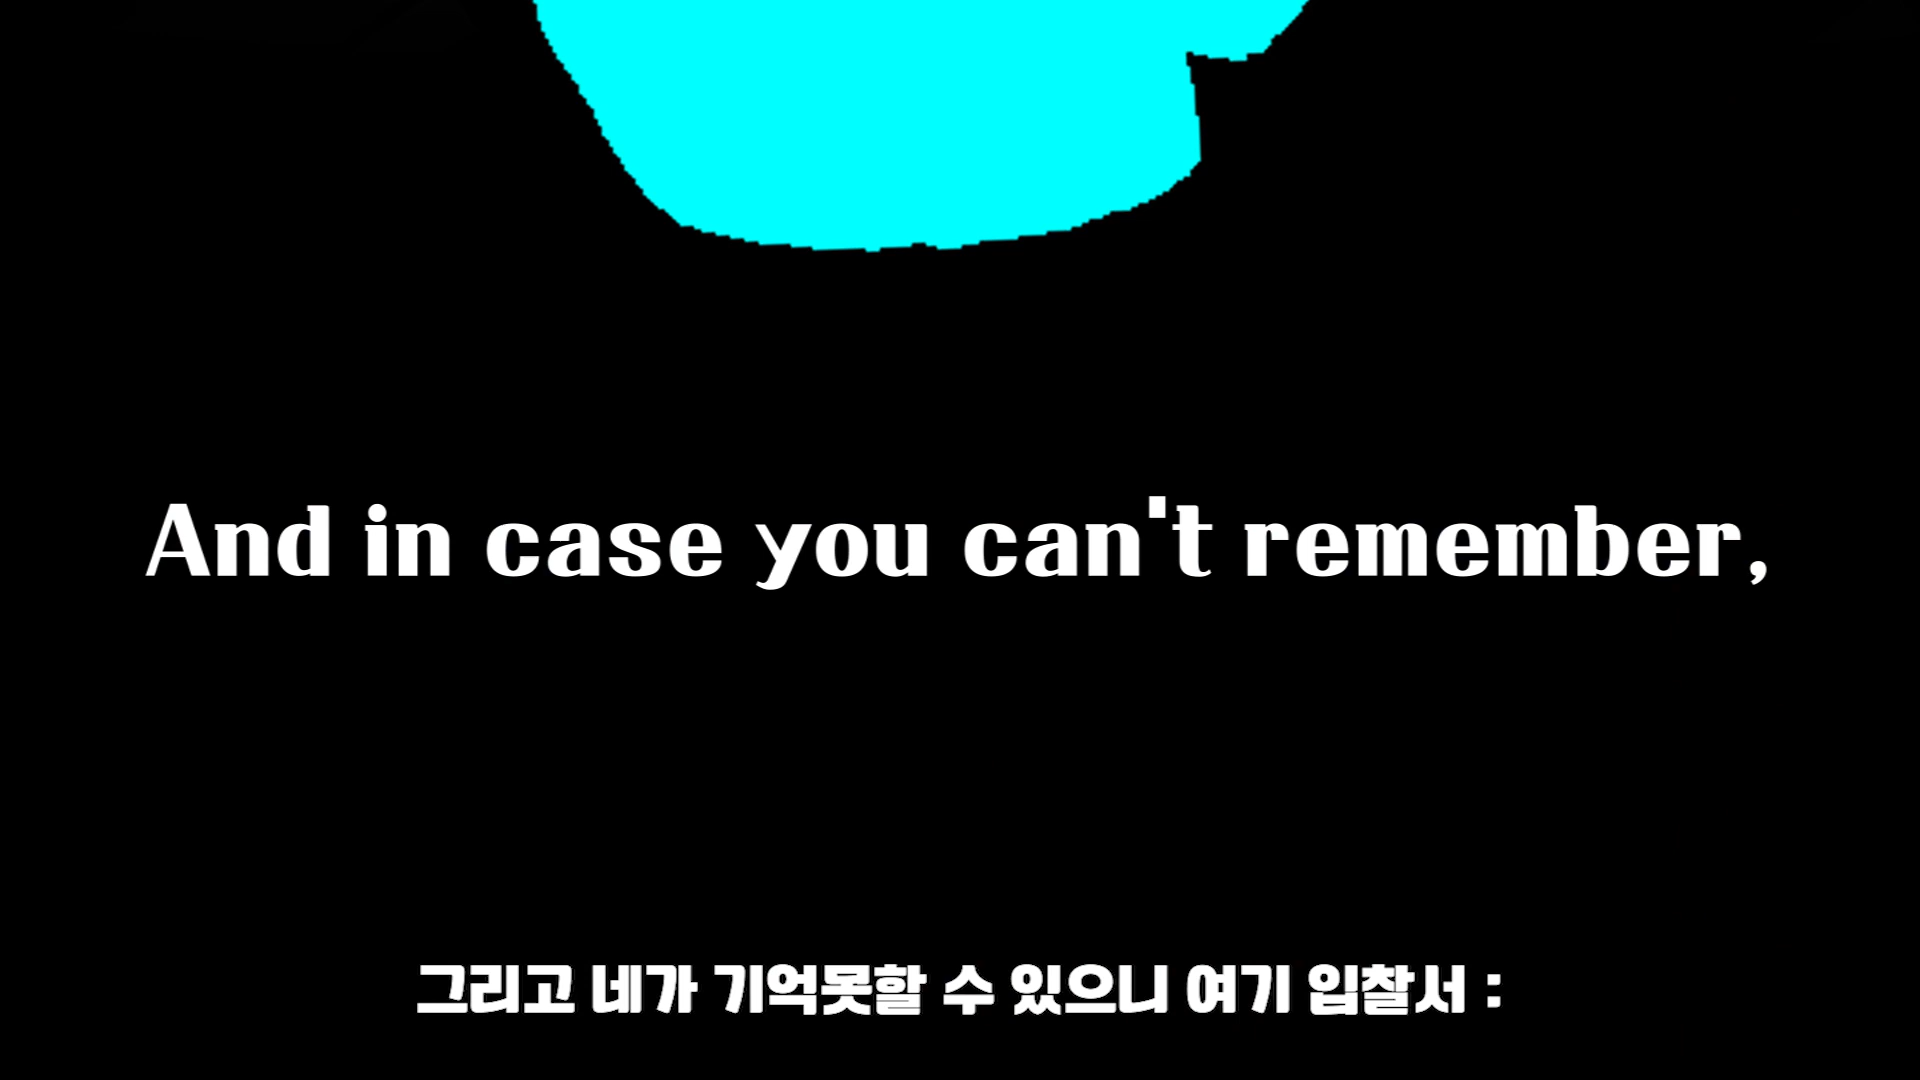 And in case you can't remember,
그리고 네가 기억못할 수 있으니 여기 입찰서 :